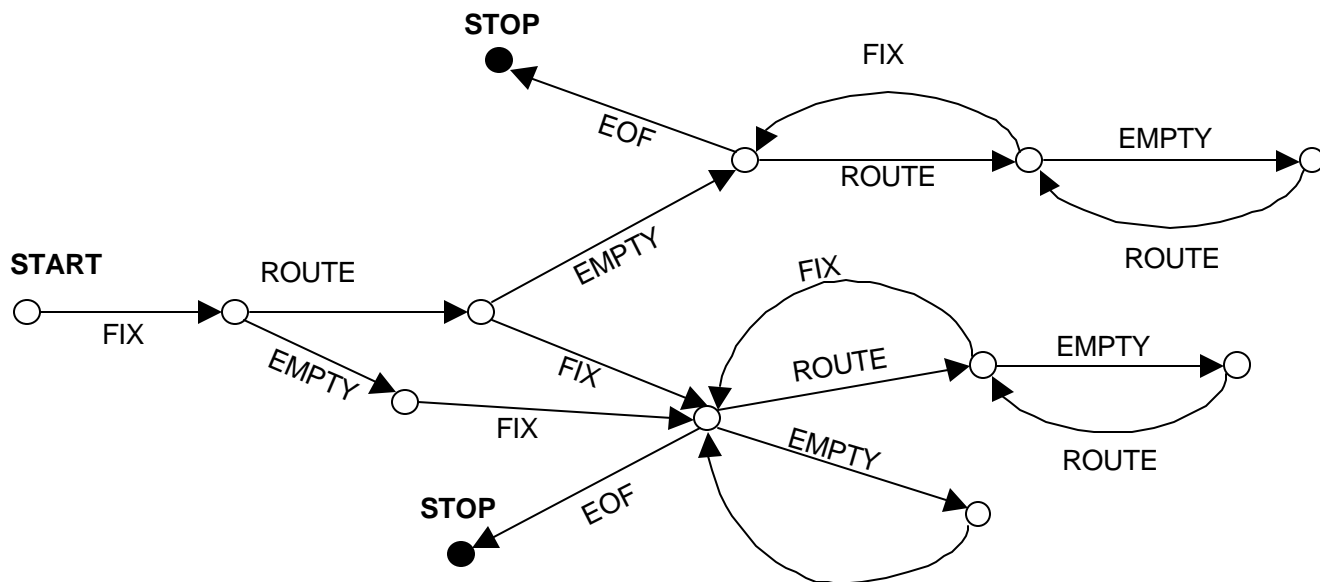 STOP
FIX
EOF
EMPTY
ROUTE
EMPTY
ROUTE
START
ROUTE
FIX
FIX
EMPTY
FIX
ROUTE
EMPTY
FIX
EMPTY
ROUTE
STOP
EOF